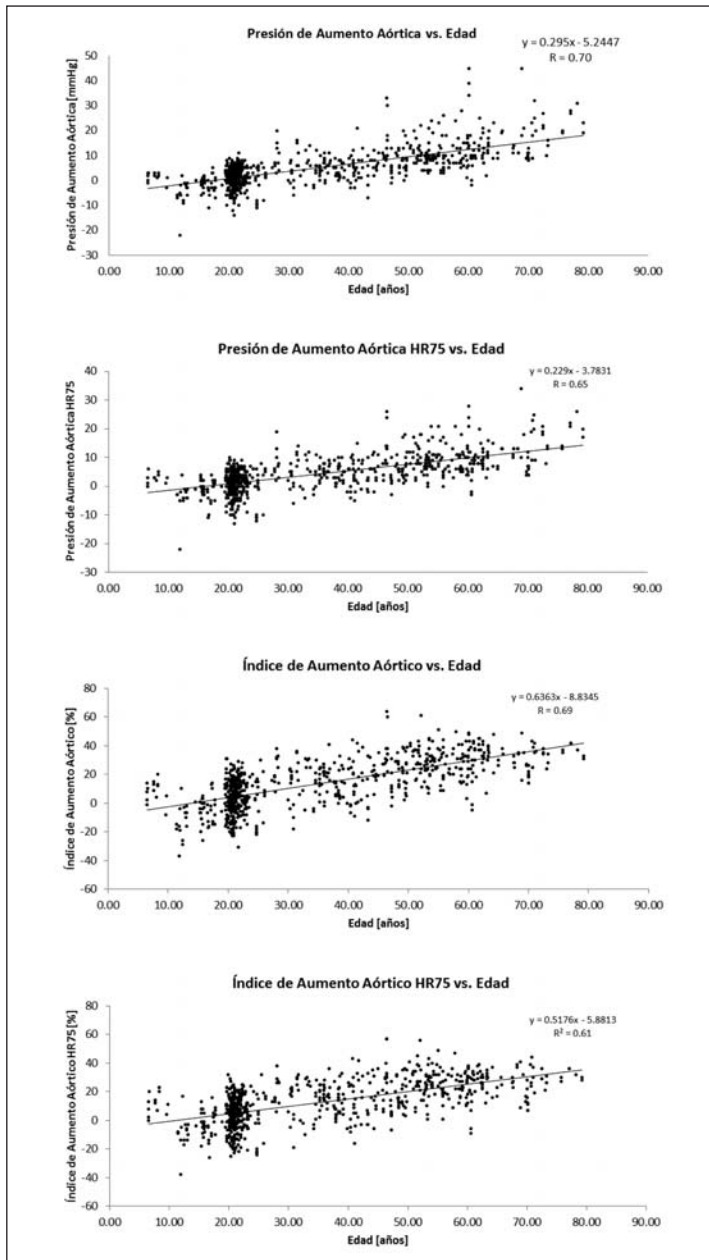 Presión de Aumento Aórtica vs. Edad
y = 0.295x - 5.2447
R = 0.70
Presión de Aumento Aórtica [mmHg]
50
40
30
20
10
0
-10
-20
-30
0.00 10.00 20.00 30.00 40.00 50.00 60.00 70.00 80.00 90.00
Edad [años]
Presión de Aumento Aórtica HR75 vs. Edad
y = 0.229x - 3.7831
R = 0.65
Presión de Aumento Aórtica HR75
40
30
20
10
0
-10
-20
-30
0.00 10.00 20.00 30.00 40.00 50.00 60.00 70.00 80.00 90.00
Edad [años]
Índice de Aumento Aórtico vs. Edad
y = 0.6363x - 8.8345
R = 0.69
Índice de Aumento Aórtico [%]
80
60
40
20
0
-20
-40
-60
0.00 10.00 20.00 30.00 40.00 50.00 60.00 70.00 80.00 90.00
Edad [años]
Índice de Aumento Aórtico HR75 vs. Edad
y = 0.5176x - 5.8813
R² = 0.61
Índice de Aumento Aórtico HR75 [%]
80
60
40
20
0
-20
-40
-60
0.00 10.00 20.00 30.00 40.00 50.00 60.00 70.00 80.00 90.00
Edad [años]